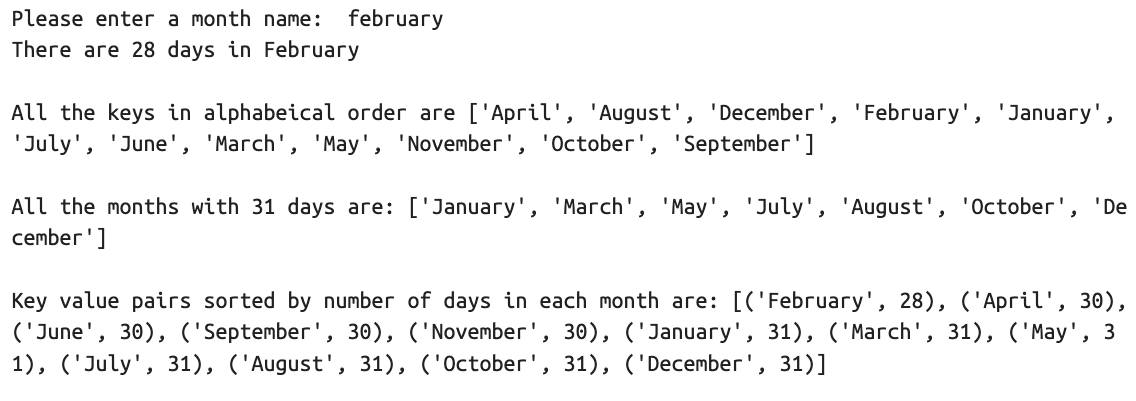 Please enter a month name:  february
There are 28 days in February
All the keys in alphabeical order are ['April', 'August', 'December', 'February', 'January',
'July', 'June', 'March', 'May', 'November', 'October', 'September']
All the months with 31 days are: ['January', 'March', 'May', 'July', 'August', 'October', 'De
cember']
Key value pairs sorted by number of days in each month are: [('February', 28), ('April', 30),
('June', 30), ('September', 30), ('November', 30), ('January', 31), ('March', 31), ('May', 3
1), ('July', 31), ('August', 31), ('October', 31), ('December', 31)]